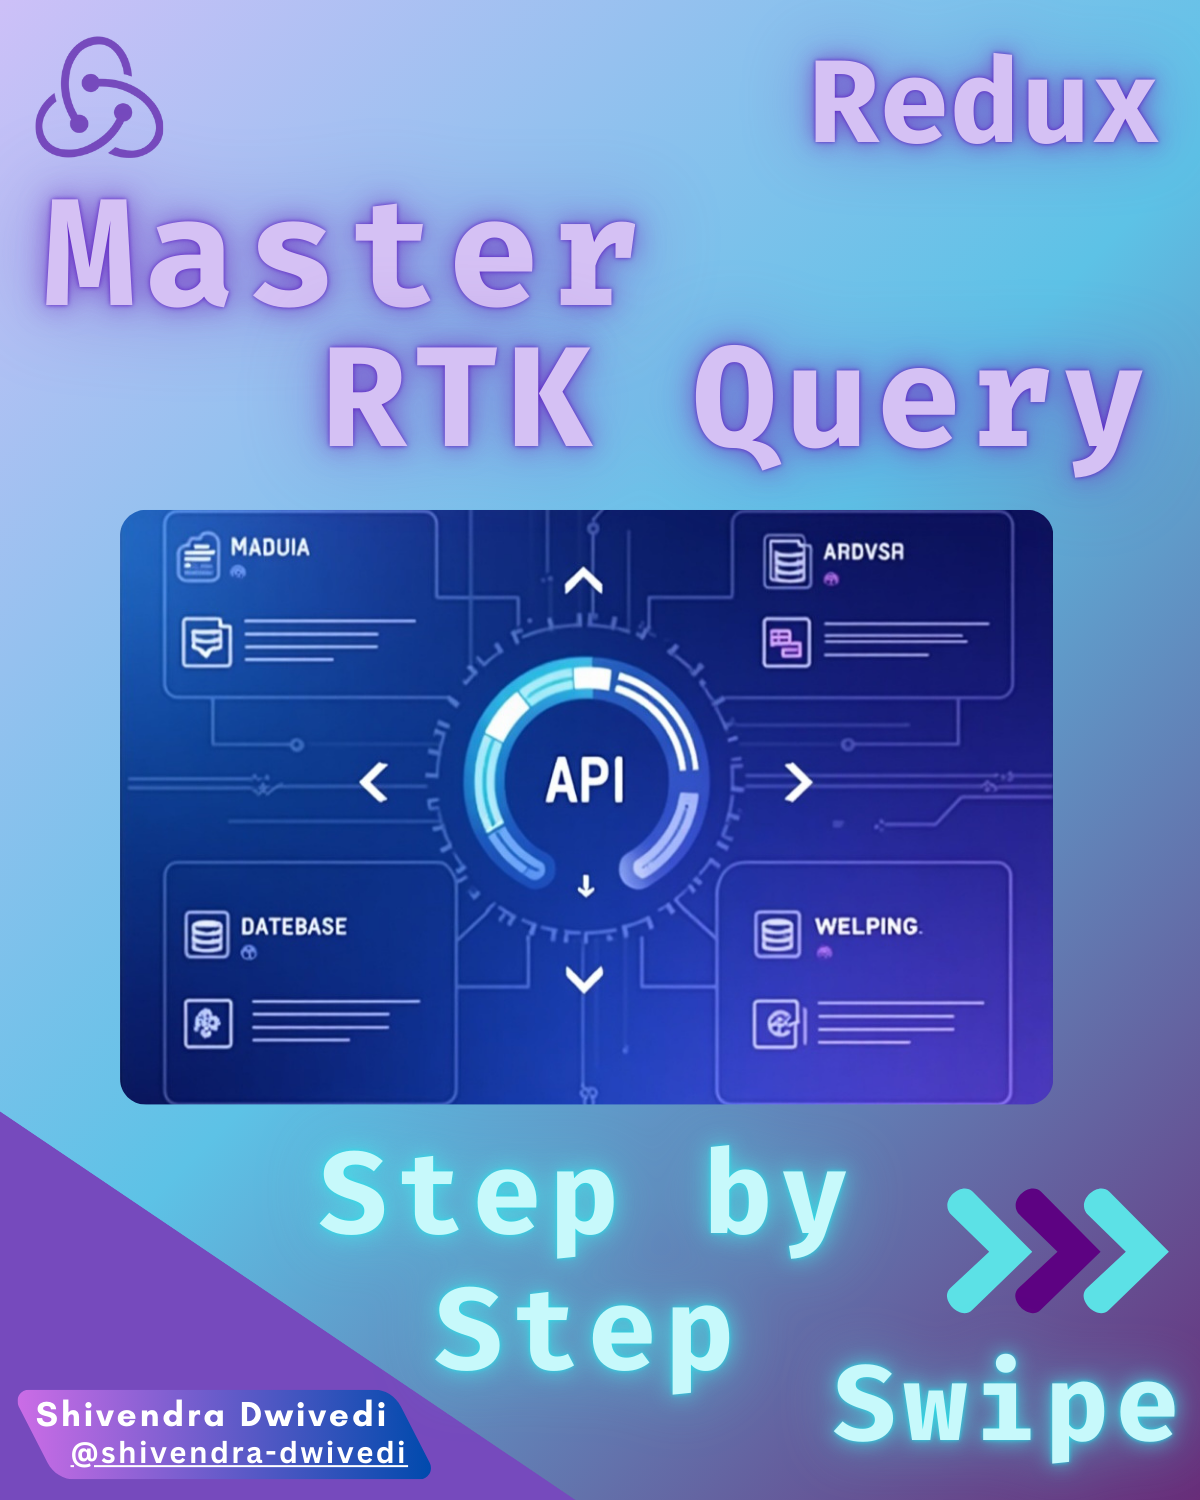 Redux
Master
RTK Query
MADUIA
ARDVSR
API
DATEBASE
WELPING.
Step by
Step
Swipe
Shivendra Dwivedi
@shivendra-dwivedi